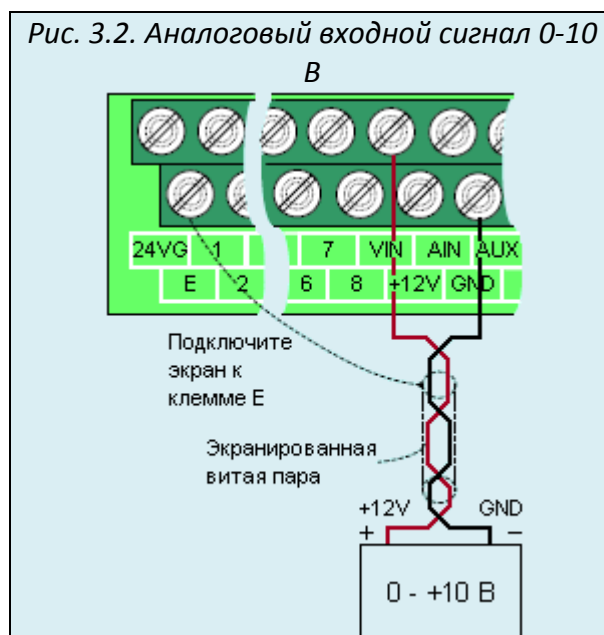 Рис. 3.2. Аналоговый входной сигнал 0-10
В
24VG 1 7 VIN AIN AUX
E 2 6 8 +12V GND
Подключите
экран к
клемме E
Экранированная
витая пара
+12V GND
+ –
0 - +10 В